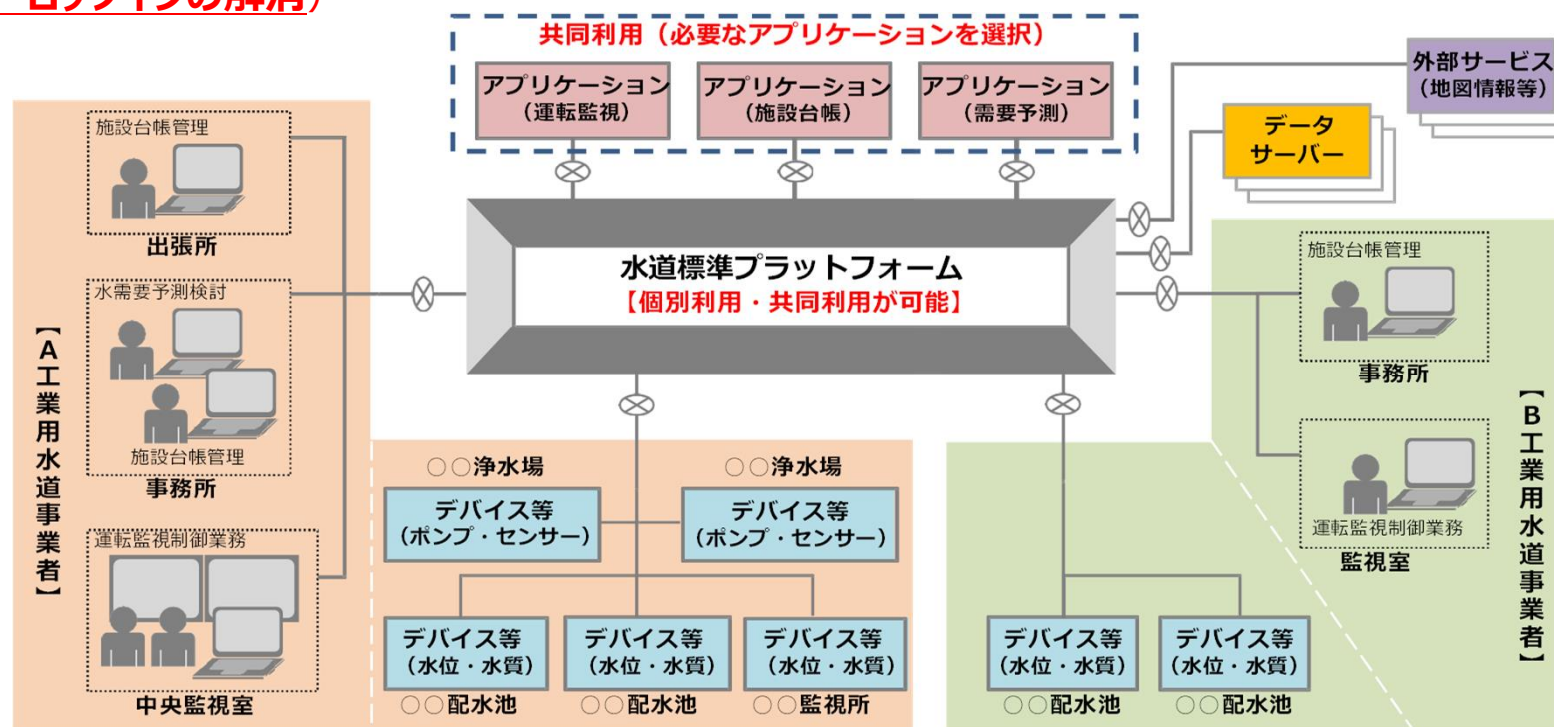 ロックインの解消）
共同利用（必要なアプリケーションを選択）
アプリケーション
（運転監視）
アプリケーション
（施設台帳）
アプリケーション
（需要予測）
外部サービス
（地図情報等）
データ
サーバー
水道標準プラットフォーム
【個別利用・共同利用が可能】
【A工業用水道事業者】
施設台帳管理
出張所
水需要予測検討
施設台帳管理
事務所
運転監視制御業務
中央監視室
○○浄水場
デバイス等
（ポンプ・センサー）
○○浄水場
デバイス等
（ポンプ・センサー）
デバイス等
（水位・水質）
○○配水池
デバイス等
（水位・水質）
○○配水池
デバイス等
（水位・水質）
○○監視所
デバイス等
（水位・水質）
○○配水池
デバイス等
（水位・水質）
○○配水池
施設台帳管理
事務所
運転監視制御業務
監視室
【B工業用水道事業者】